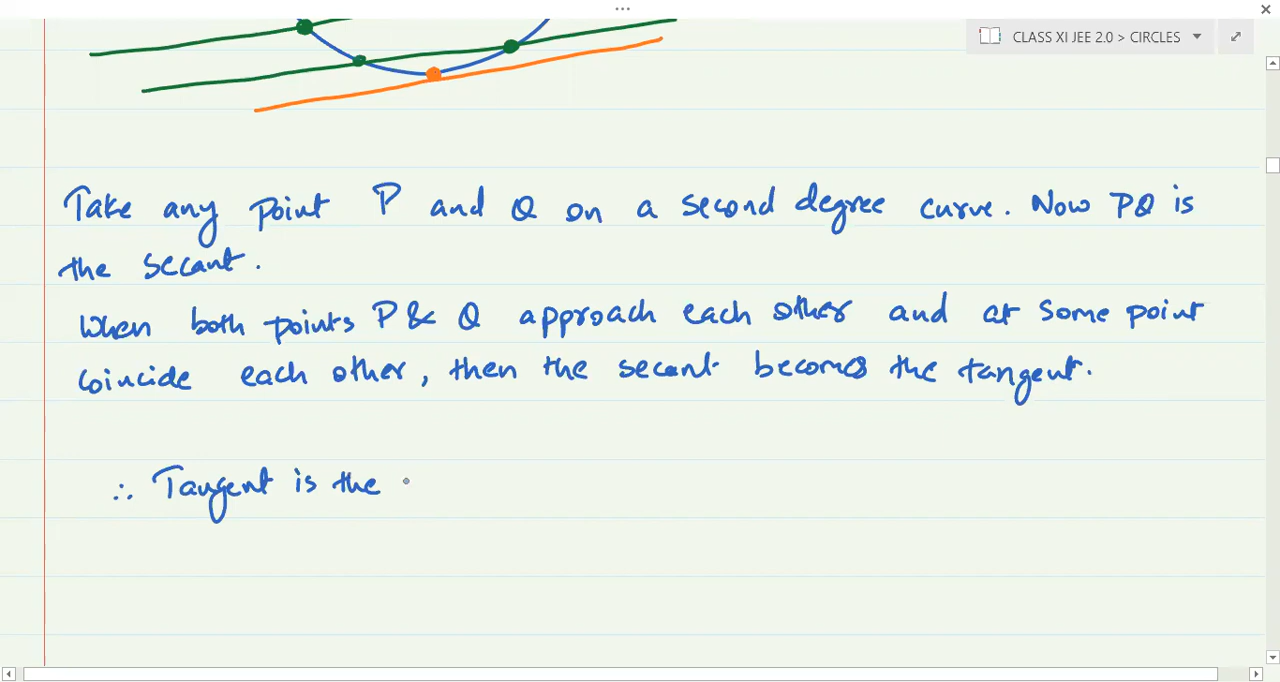 ...
CLASS XI JEE 2.0 > CIRCLES
Take any point P and Q on a second degree curve. Now PQ is
the secant.
When both points P & Q approach each other and at some point
Coincide each other, then the secant becomes the tangent.
∴ Tangent is the